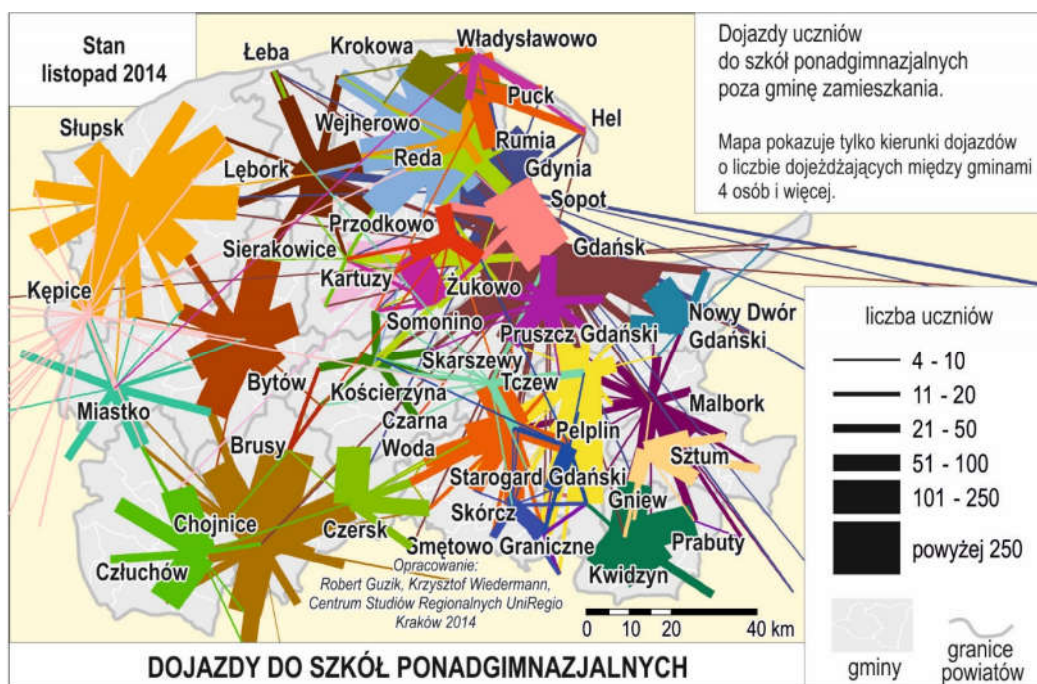 Stan
listopad 2014
Dojazdy uczniów
do szkół ponadgimnazjalnych
poza gminę zamieszkania.
Mapa pokazuje tylko kierunki dojazdów
o liczbie dojeżdżających między gminami
4 osób i więcej.
Łeba
Krokowa
Władysławowo
Puck
Hel
Słupsk
Wejherowo
Rumia
Lębork
Reda
Gdynia
Sopot
Przodkowo
Sierakowice
Gdańsk
Kartuzy
Żukowo
Kępice
Nowy Dwór
Gdański
Somonino
Pruszcz Gdański
Skarszewy
Bytów
Kościerzyna
Tczew
Miastko
Malbork
Czarna
Woda
Pelplin
Brusy
Sztum
Starogard Gdański
Gniew
Chojnice
Czersk
Skórcz
Prabuty
Smętowo Graniczne
Człuchów
Kwidzyn
Opracowanie:
Robert Guzik, Krzysztof Wiedermann,
Centrum Studiów Regionalnych UniRegio
Kraków 2014
0 5 10 15 20 40 km
liczba uczniów
4 - 10
11 - 20
21 - 50
51 - 100
101 - 250
powyżej 250
gminy
granice
powiatów
DOJAZDY DO SZKÓŁ PONADGIMNAZJALNYCH